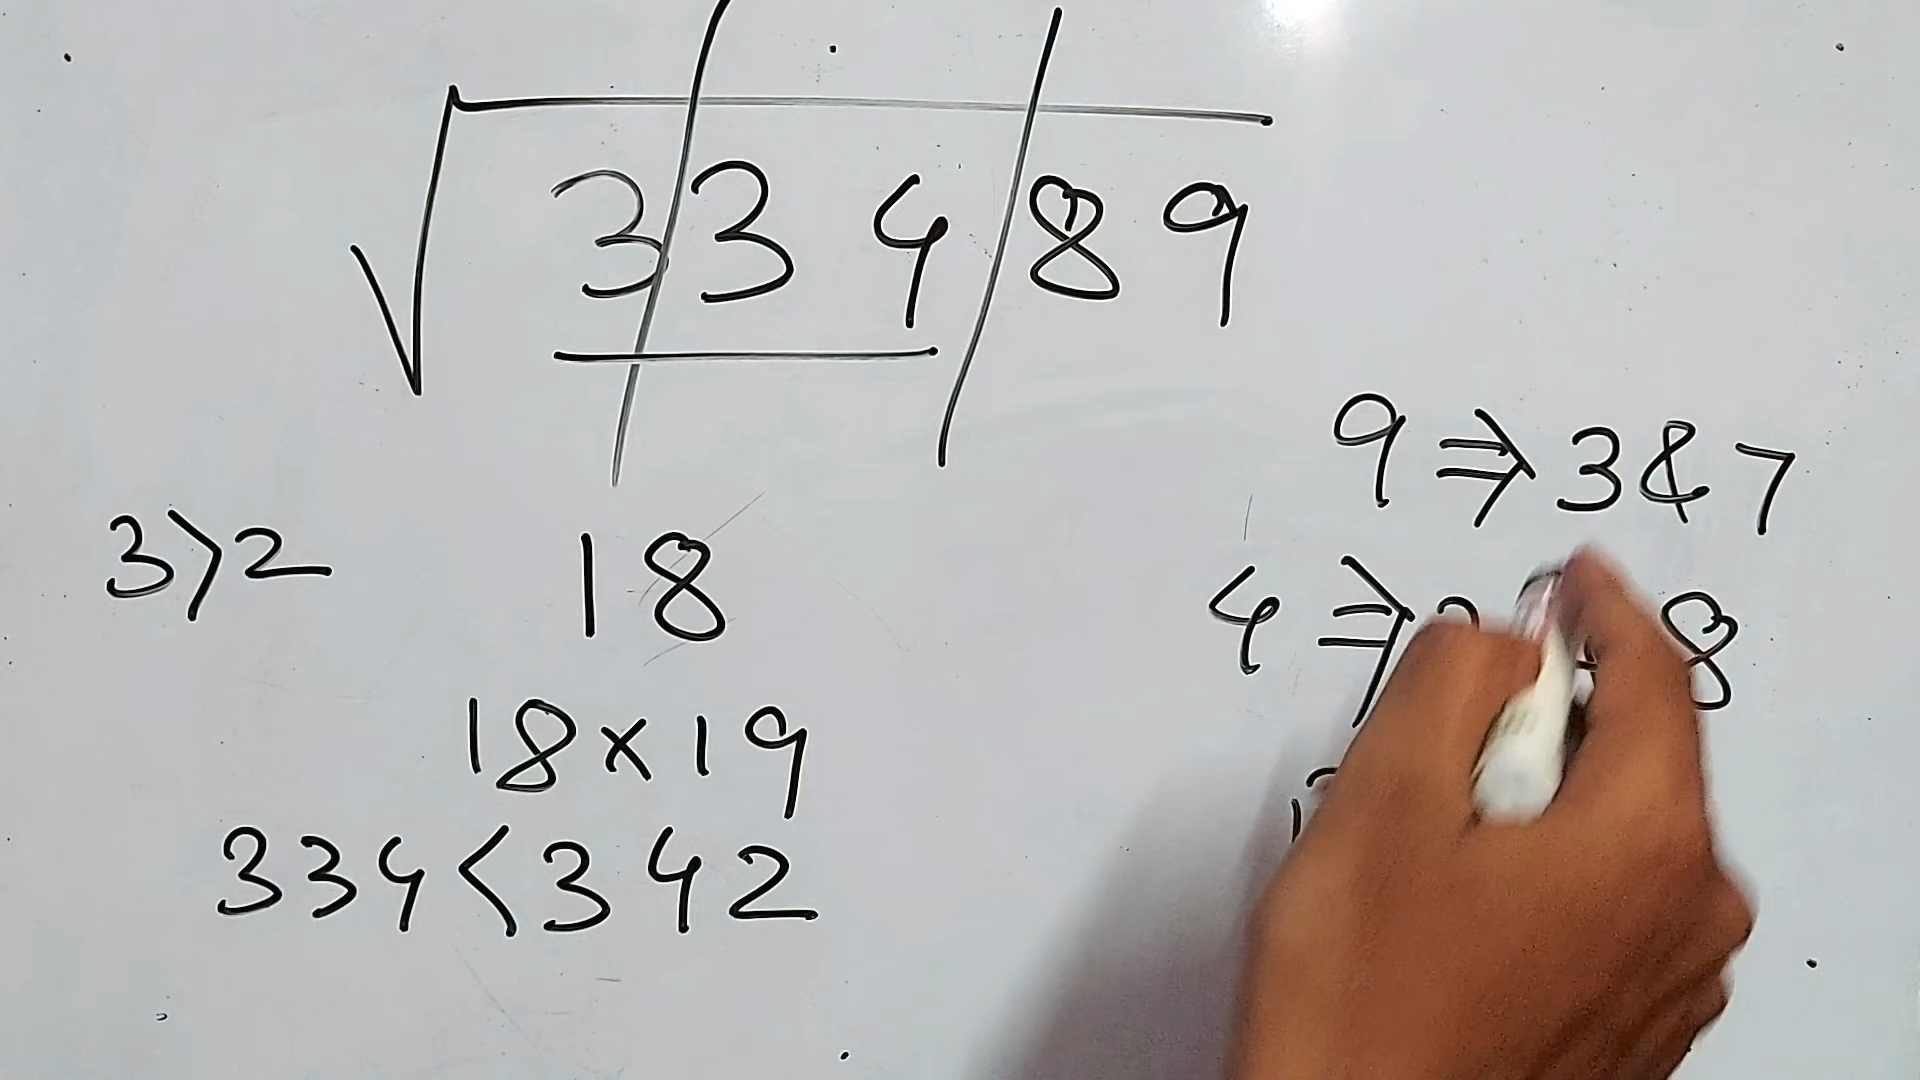 √33489
9 ⇒ 3 & 7
3 > 2
18
4 ⇒ 8
18 × 19
334 < 342